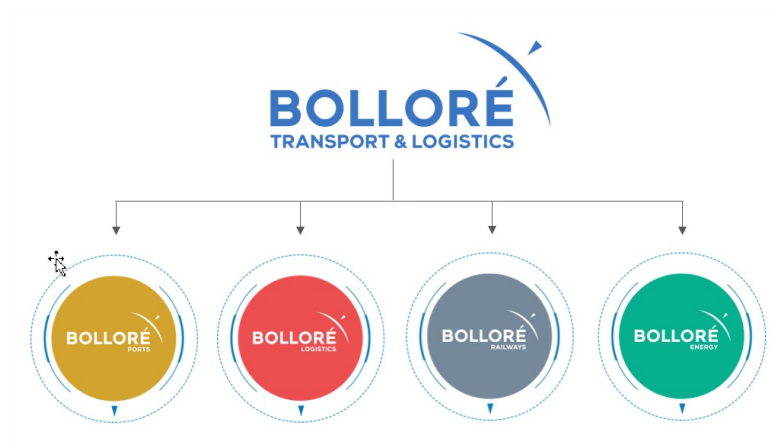 BOLLORÉ
TRANSPORT & LOGISTICS
BOLLORÉ
PORTS
BOLLORÉ
LOGISTICS
BOLLORÉ
RAILWAYS
BOLLORÉ
ENERGY